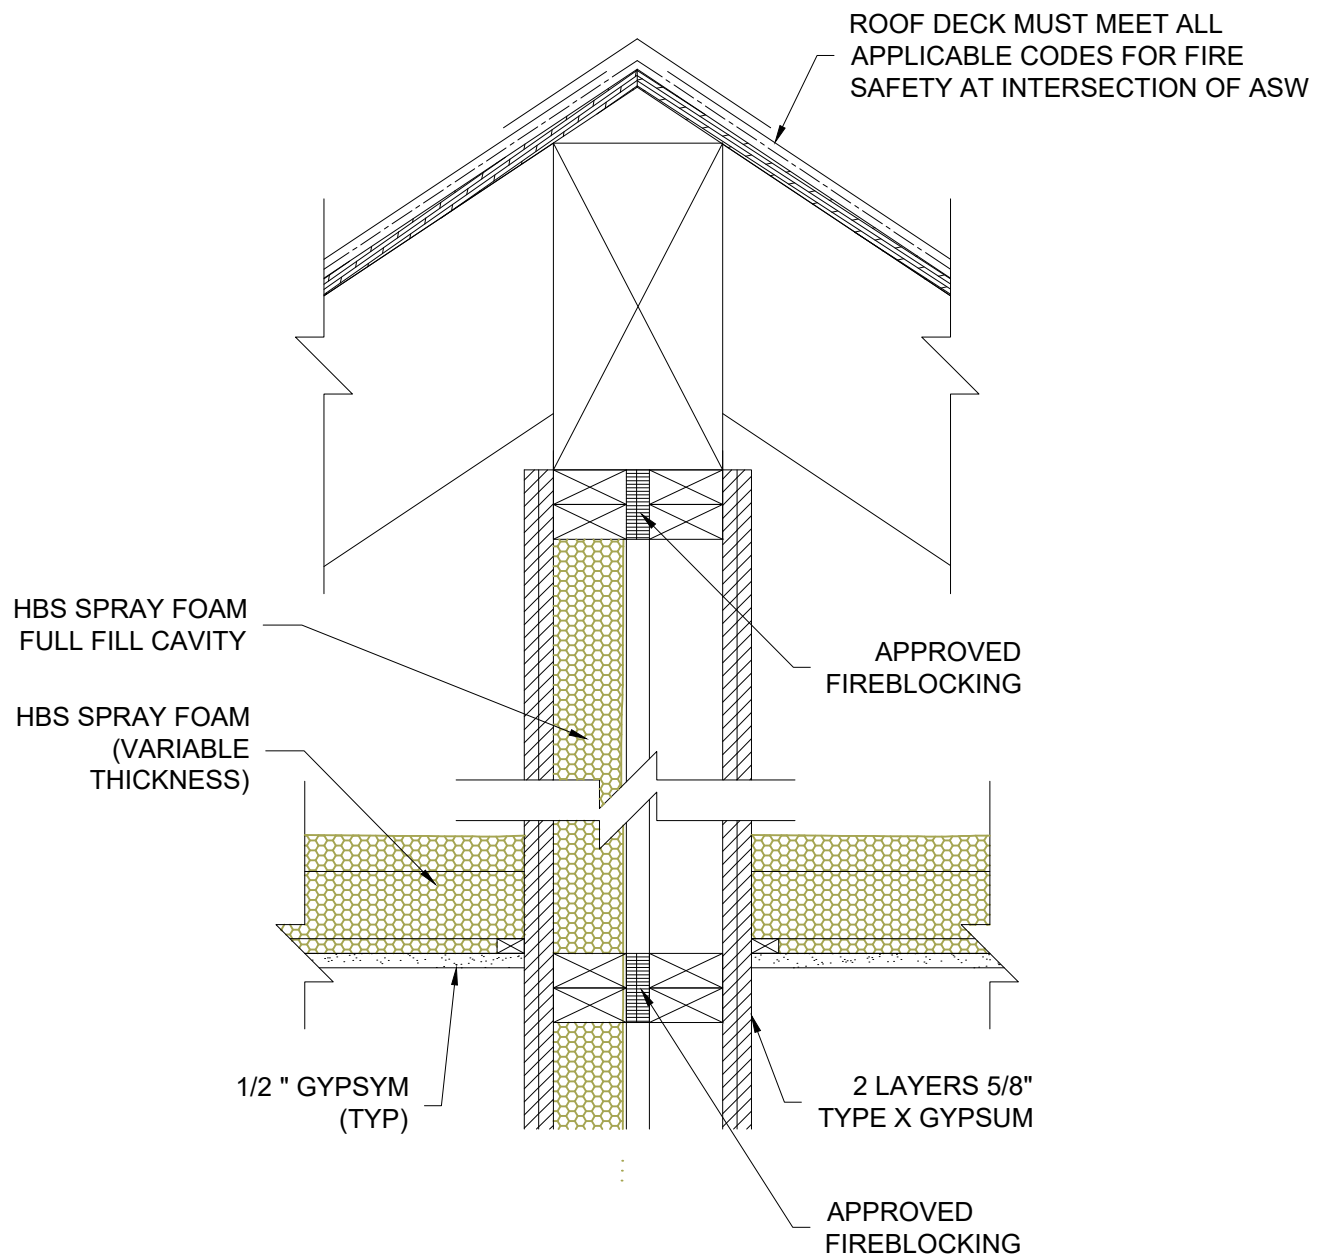 ROOF DECK MUST MEET ALL
APPLICABLE CODES FOR FIRE
SAFETY AT INTERSECTION OF ASW
HBS SPRAY FOAM
FULL FILL CAVITY
APPROVED
FIREBLOCKING
HBS SPRAY FOAM
(VARIABLE
THICKNESS)
1/2 " GYPSYM
(TYP)
2 LAYERS 5/8"
TYPE X GYPSUM
APPROVED
FIREBLOCKING